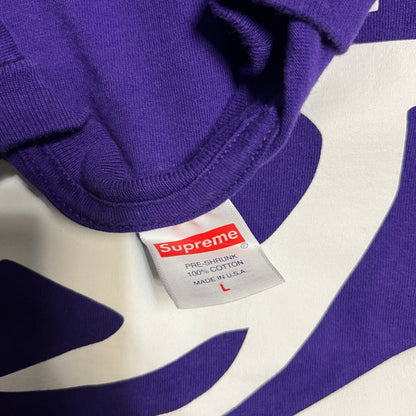 Supreme
PRE-SHRUNK
100% COTTON
MADE IN U.S.A.
L